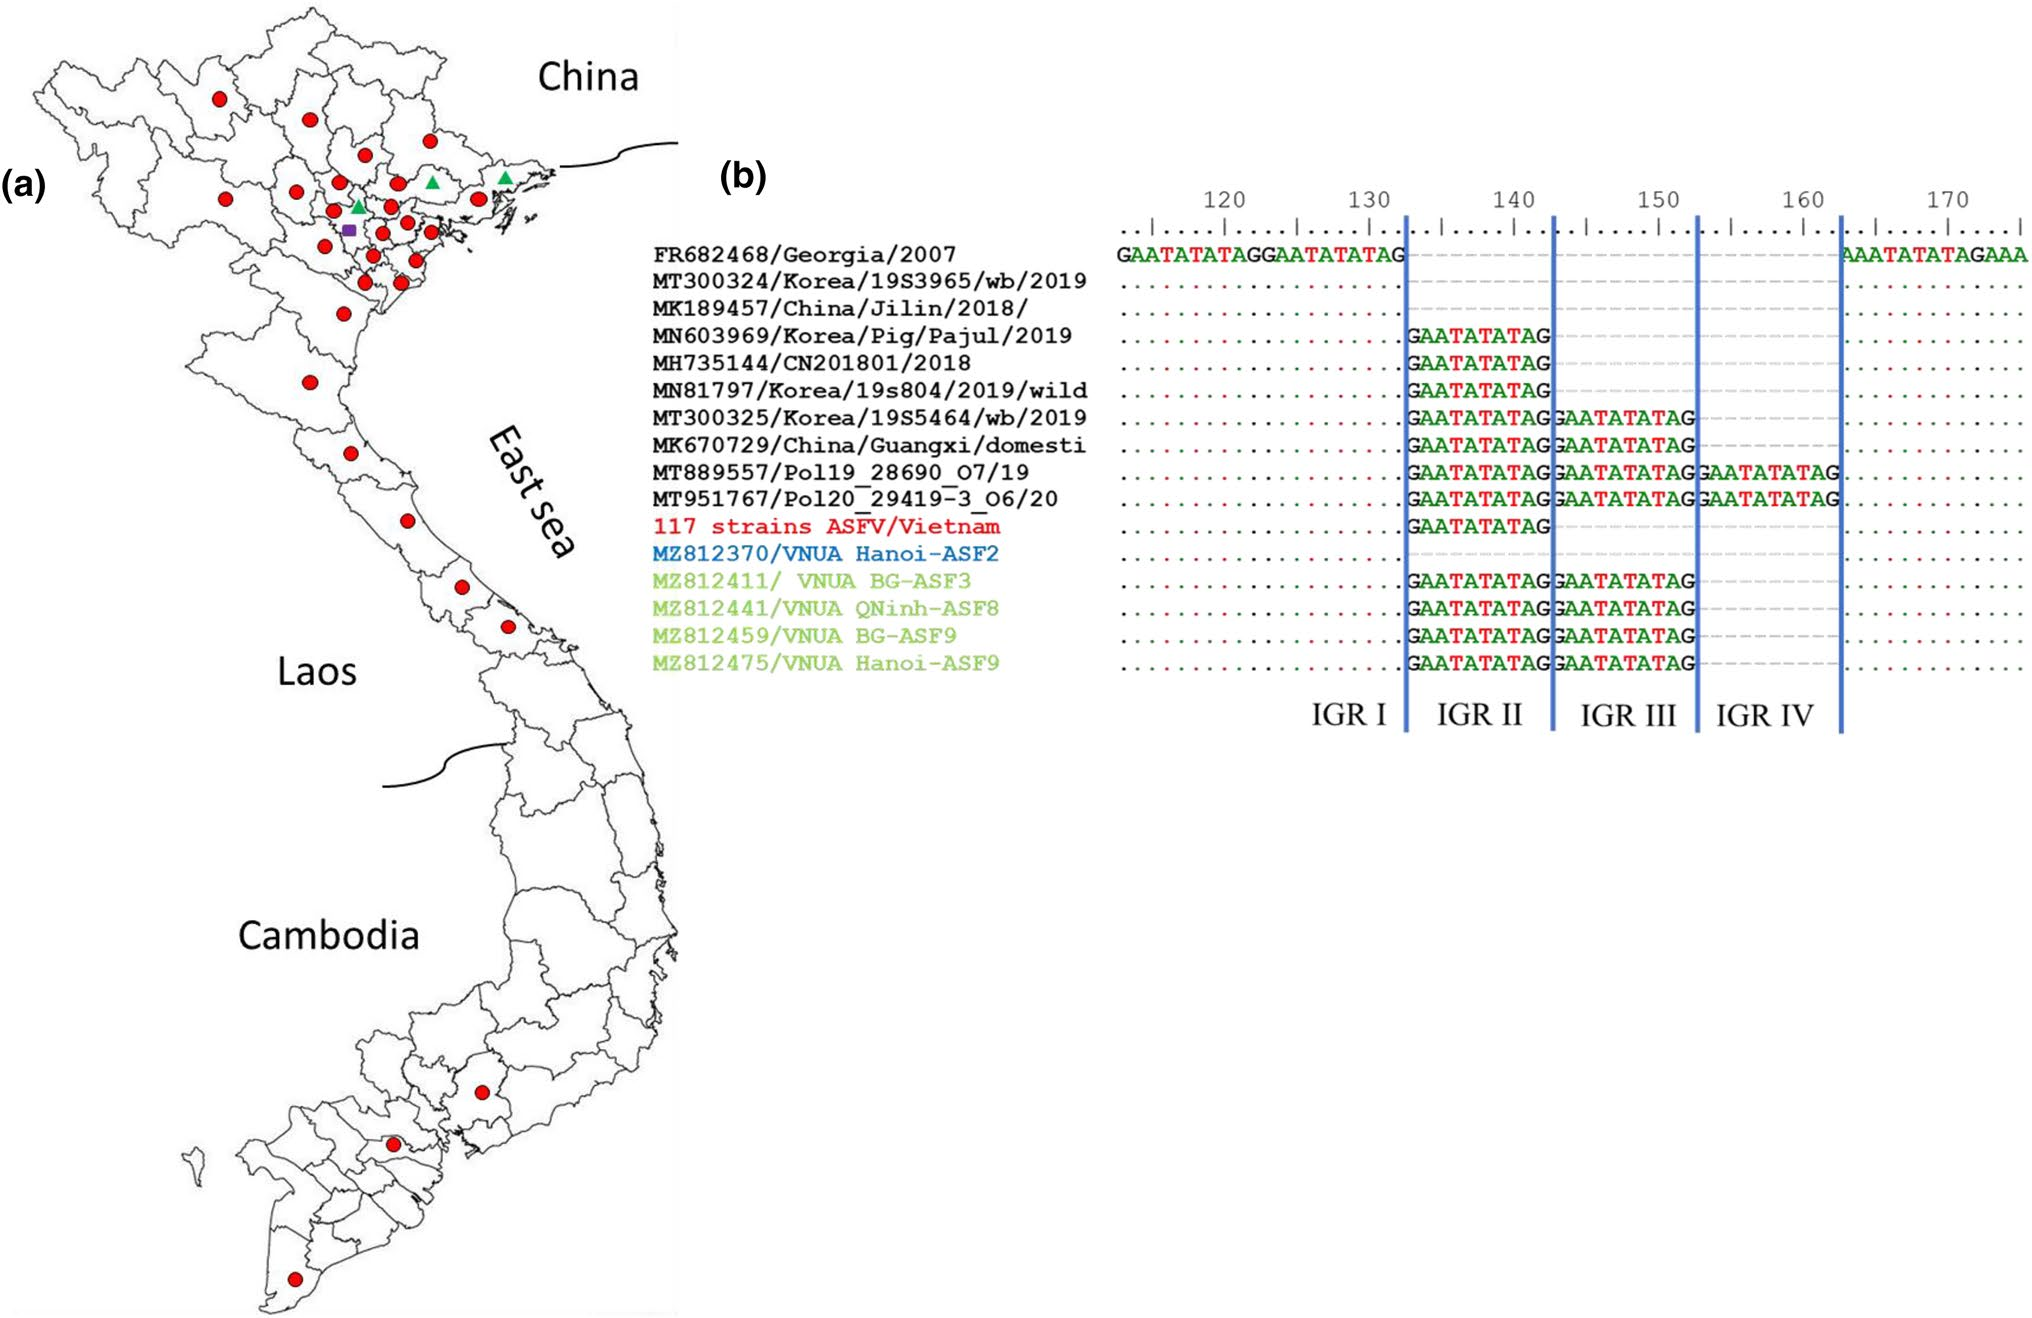 (a)
China
East sea
Laos
Cambodia
(b)
120 130 140 150 160 170
FR682468/Georgia/2007 GAATATATAGGAATATATAG------------------------------AAATATATAGAAA
MT300324/Korea/19S3965/wb/2019 ....................------------------------------.............
MK189457/China/Jilin/2018/ ....................------------------------------.............
MN603969/Korea/Pig/Pajul/2019 ....................GAATATATAG--------------------.............
MH735144/CN201801/2018 ....................GAATATATAG--------------------.............
MN81797/Korea/19s804/2019/wild ....................GAATATATAG--------------------.............
MT300325/Korea/19S5464/wb/2019 ....................GAATATATAGGAATATATAG----------.............
MK670729/China/Guangxi/domesti ....................GAATATATAGGAATATATAG----------.............
MT889557/Pol19_28690_O7/19 ....................GAATATATAGGAATATATAGGAATATATAG.............
MT951767/Pol20_29419-3_O6/20 ....................GAATATATAGGAATATATAGGAATATATAG.............
117 strains ASFV/Vietnam ....................GAATATATAG--------------------.............
MZ812370/VNUA Hanoi-ASF2 ....................------------------------------.............
MZ812411/ VNUA BG-ASF3 ....................GAATATATAGGAATATATAG----------.............
MZ812441/VNUA QNinh-ASF8 ....................GAATATATAGGAATATATAG----------.............
MZ812459/VNUA BG-ASF9 ....................GAATATATAGGAATATATAG----------.............
MZ812475/VNUA Hanoi-ASF9 ....................GAATATATAGGAATATATAG----------.............
IGR I IGR II IGR III IGR IV